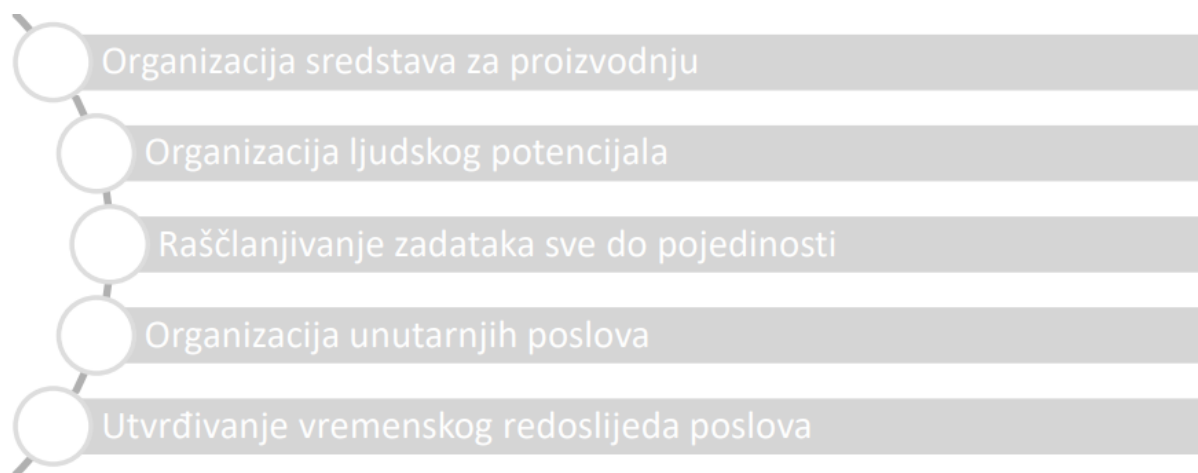 Organizacija sredstava za proizvodnju
Organizacija ljudskog potencijala
Raščlanjivanje zadataka sve do pojedinosti
Organizacija unutarnjih poslova
Utvrđivanje vremenskog redoslijeda poslova